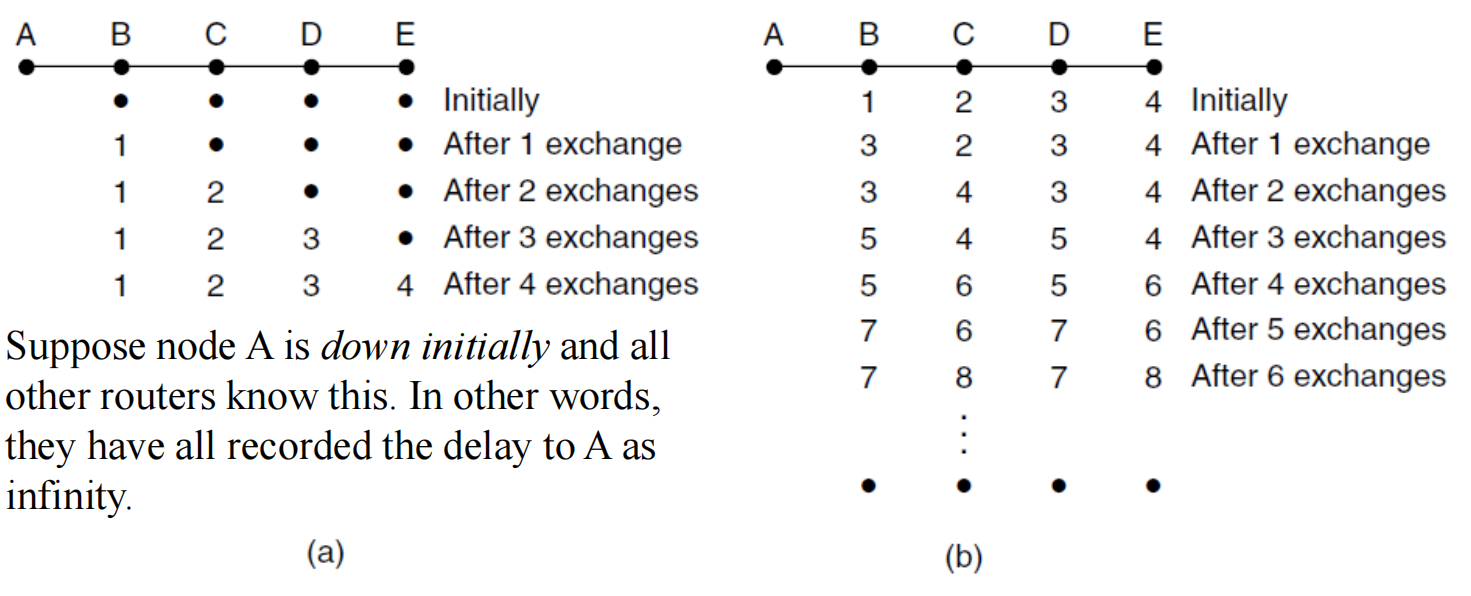 A B C D E
Initially
1 After 1 exchange
1 2 After 2 exchanges
1 2 3 After 3 exchanges
1 2 3 4 After 4 exchanges
Suppose node A is down initially and all
other routers know this. In other words,
they have all recorded the delay to A as
infinity.
(a)
A B C D E
1 2 3 4 Initially
3 2 3 4 After 1 exchange
3 4 3 4 After 2 exchanges
5 4 5 4 After 3 exchanges
5 6 5 6 After 4 exchanges
7 6 7 6 After 5 exchanges
7 8 7 8 After 6 exchanges
(b)